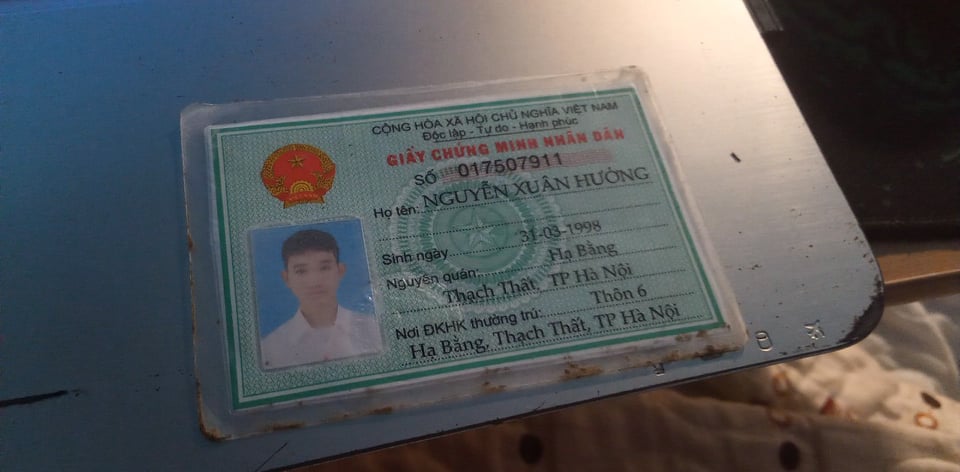 CỘNG HÒA XÃ HỘI CHỦ NGHĨA VIỆT NAM
Độc lập - Tự do - Hạnh phúc
GIẤY CHỨNG MINH NHÂN DÂN
SỐ 017507911
Họ tên: NGUYỄN XUÂN HƯỜNG
Sinh ngày 31-03-1998
Nguyên quán: Hạ Bằng
Thạch Thất, TP Hà Nội
Nơi ĐKHK thường trú: Thôn 6
Hạ Bằng, Thạch Thất, TP Hà Nội